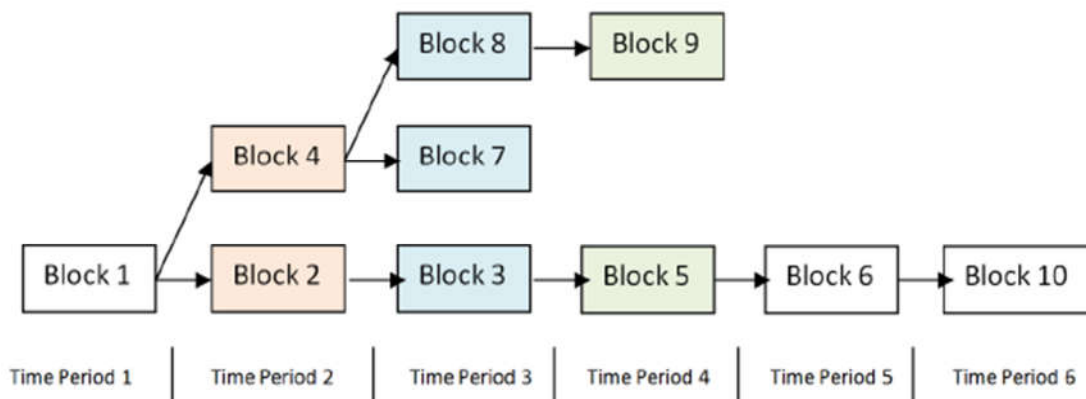 Block 8
Block 9
Block 4
Block 7
Block 1
Block 2
Block 3
Block 5
Block 6
Block 10
Time Period 1
Time Period 2
Time Period 3
Time Period 4
Time Period 5
Time Period 6